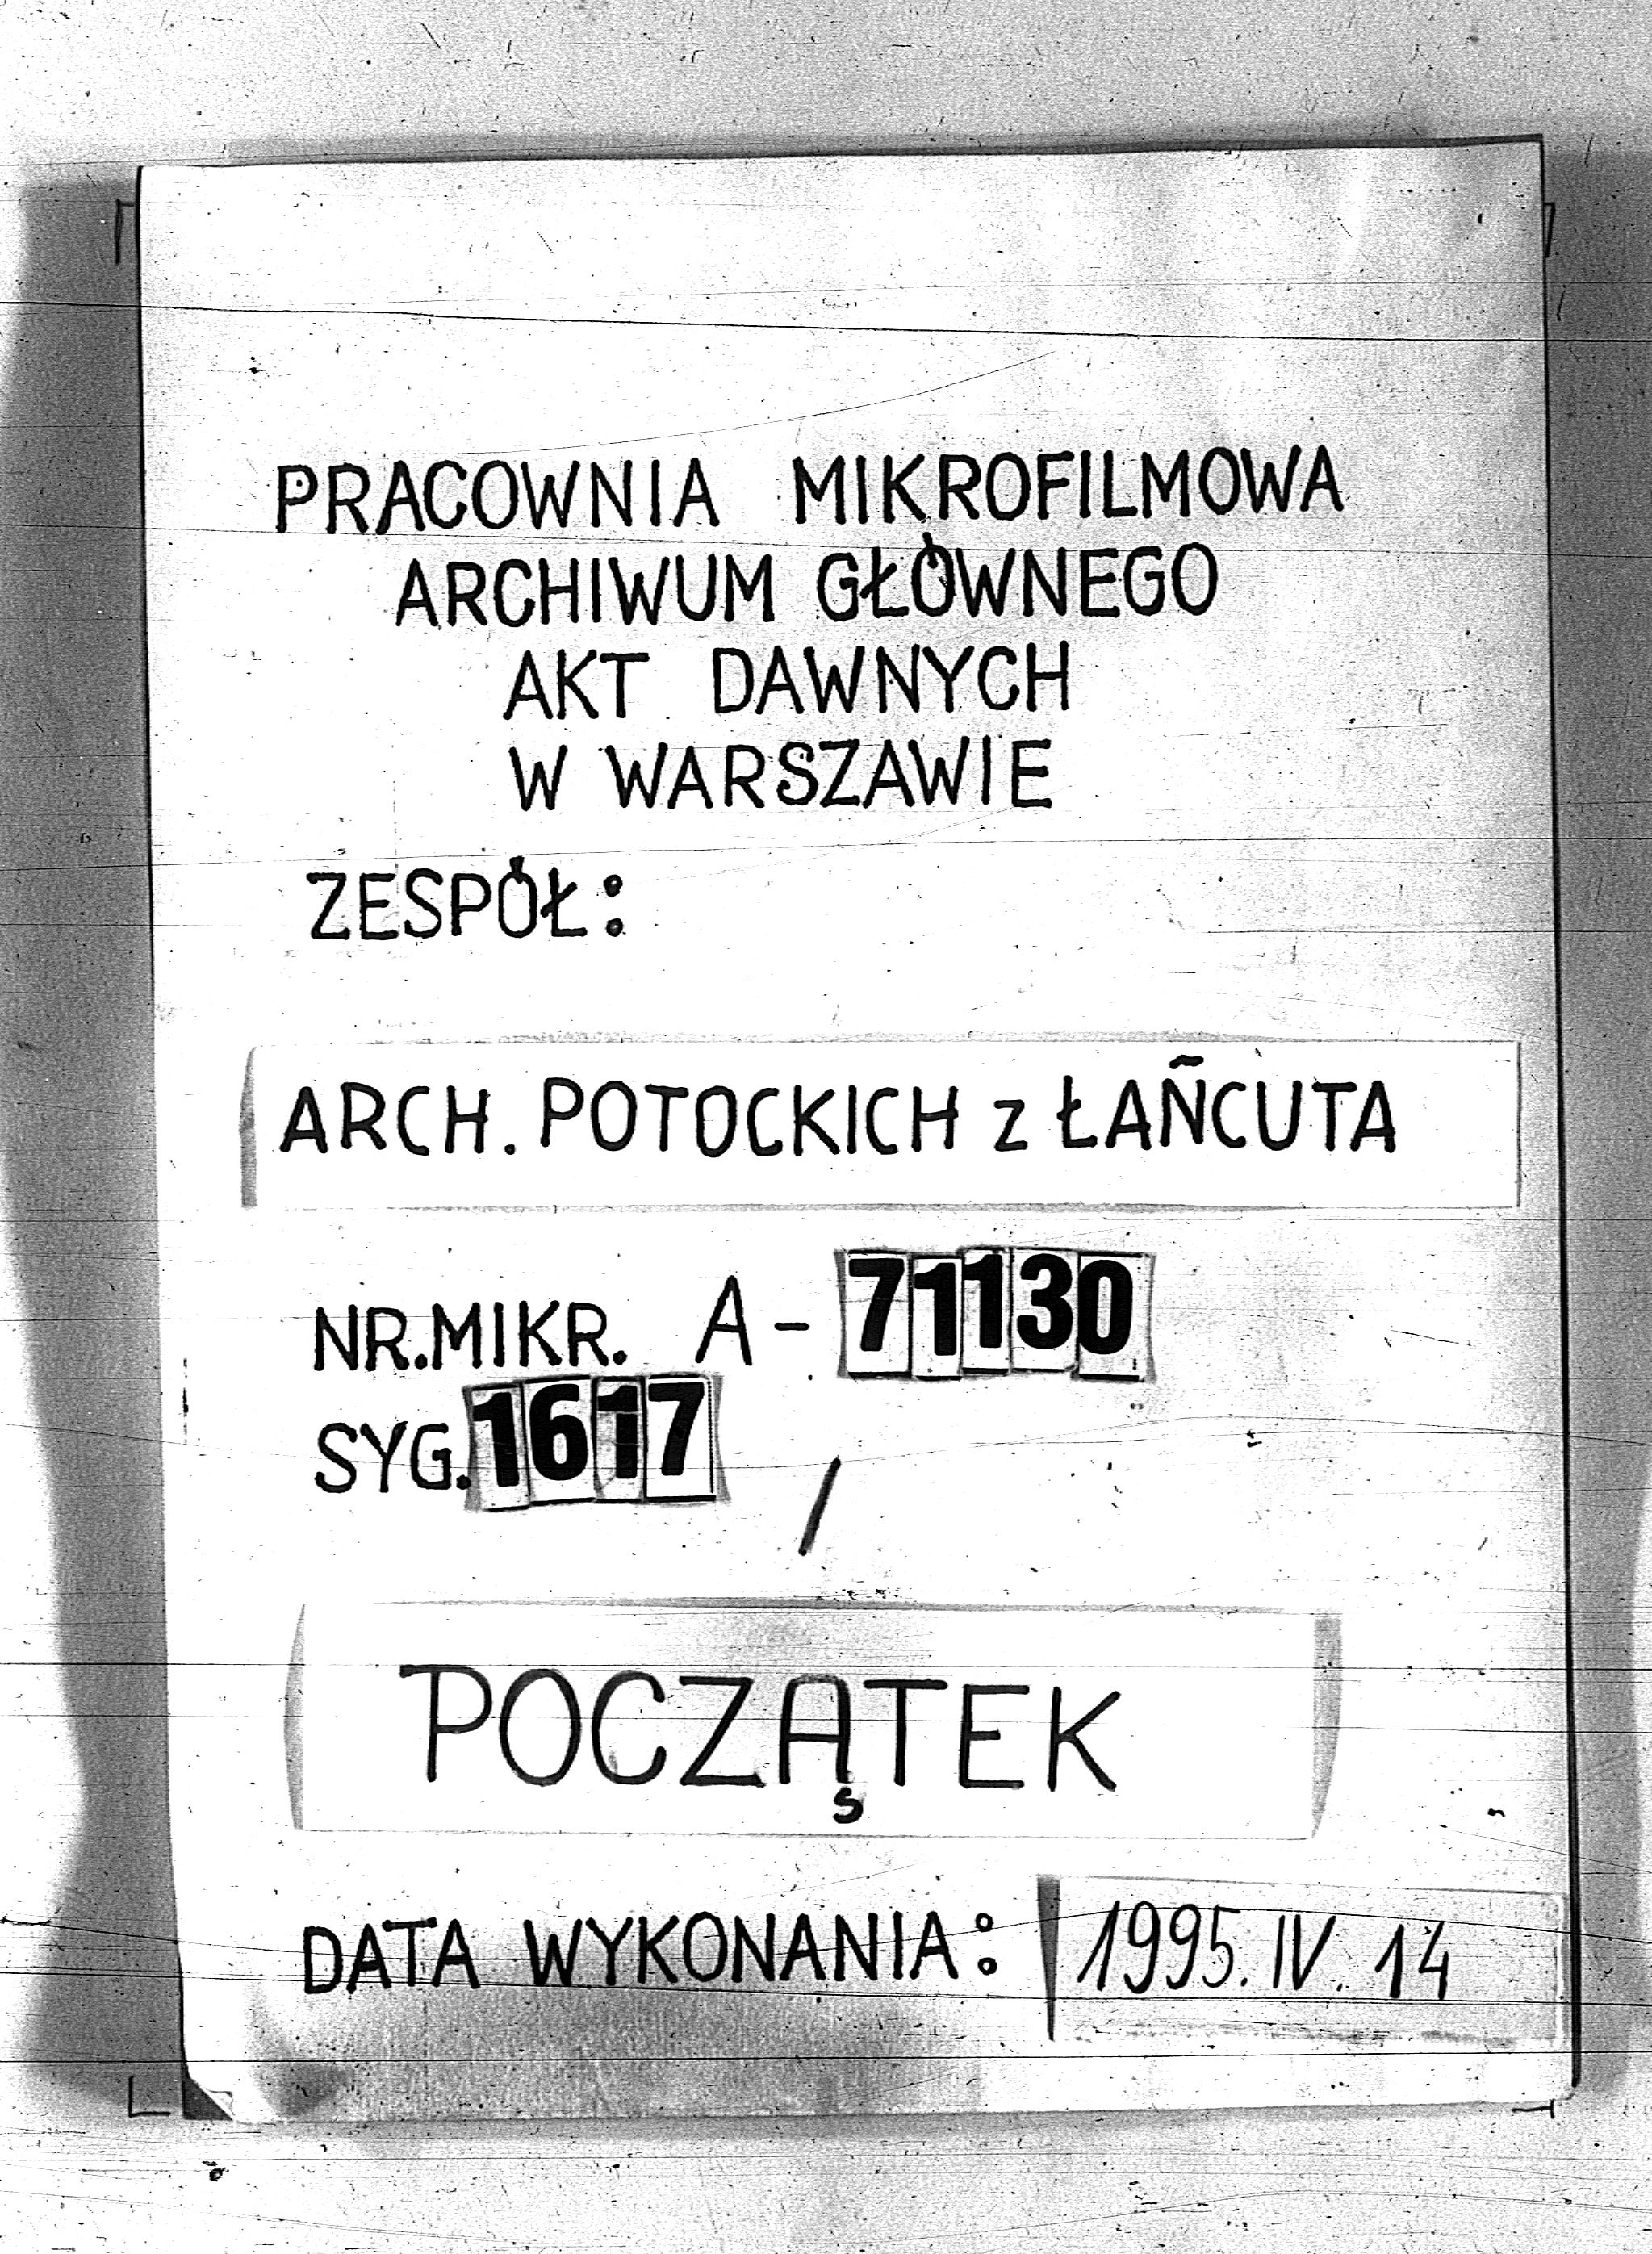 PRACOWNIA MIKROFILMOWA
ARCHIWUM GŁÓWNEGO
AKT DAWNYCH
W WARSZAWIE
ZESPÓŁ:
ARCH. POTOCKICH z ŁAŃCUTA
NR. MIKR. A- 71130
SYG. 1617 /
POCZĄTEK
DATA WYKONANIA: 1995. IV. 14